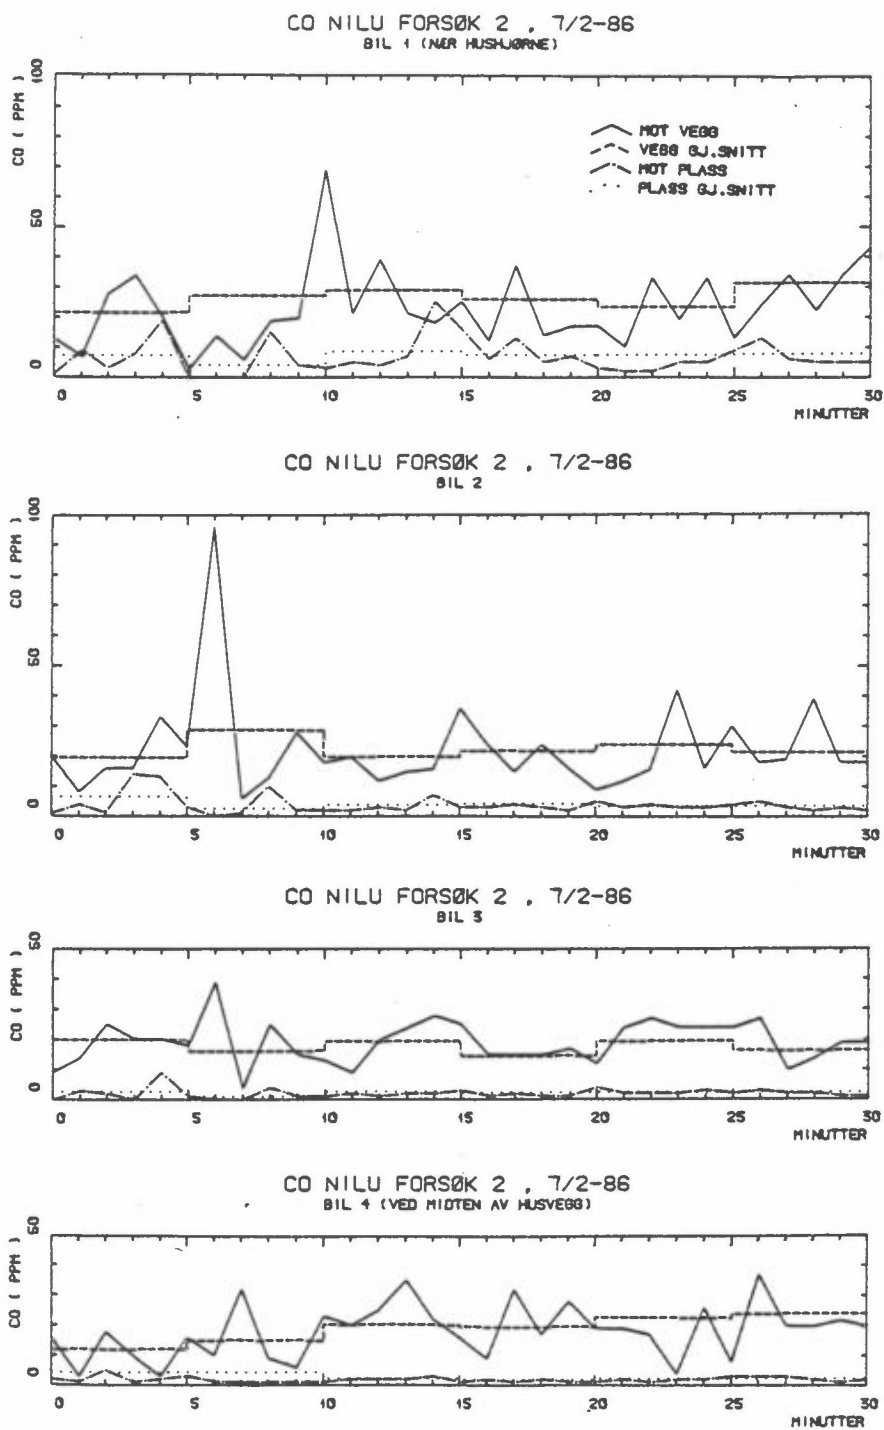 CO NILU FORSØK 2 , 7/2-86
BIL 1 (NÆR HUSHJØRNE)
100
50
0
CO ( PPM )
MOT VEGG
VEGG GJ.SNITT
MOT PLASS
PLASS GJ.SNITT
0 5 10 15 20 25 30
MINUTTER
CO NILU FORSØK 2 , 7/2-86
BIL 2
100
50
0
CO ( PPM )
0 5 10 15 20 25 30
MINUTTER
CO NILU FORSØK 2 , 7/2-86
BIL 3
50
0
CO ( PPM )
0 5 10 15 20 25 30
MINUTTER
CO NILU FORSØK 2 , 7/2-86
BIL 4 (VED MIDTEN AV HUSVEGG)
50
0
CO ( PPM )
0 5 10 15 20 25 30
MINUTTER